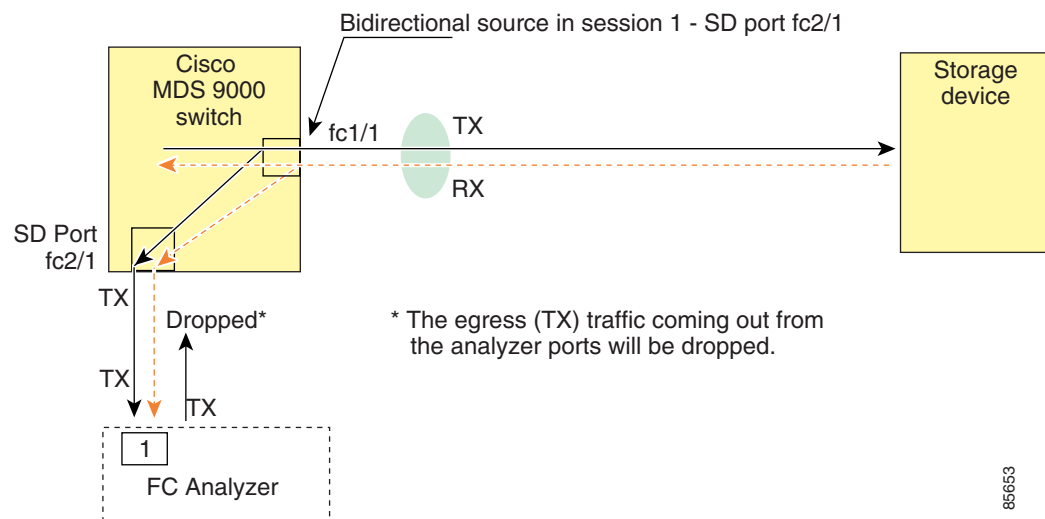 Bidirectional source in session 1 - SD port fc2/1
Cisco
MDS 9000
switch
Storage
device
fc1/1
TX
RX
SD Port
fc2/1
TX
Dropped*
* The egress (TX) traffic coming out from
the analyzer ports will be dropped.
TX
TX
1
FC Analyzer
85653